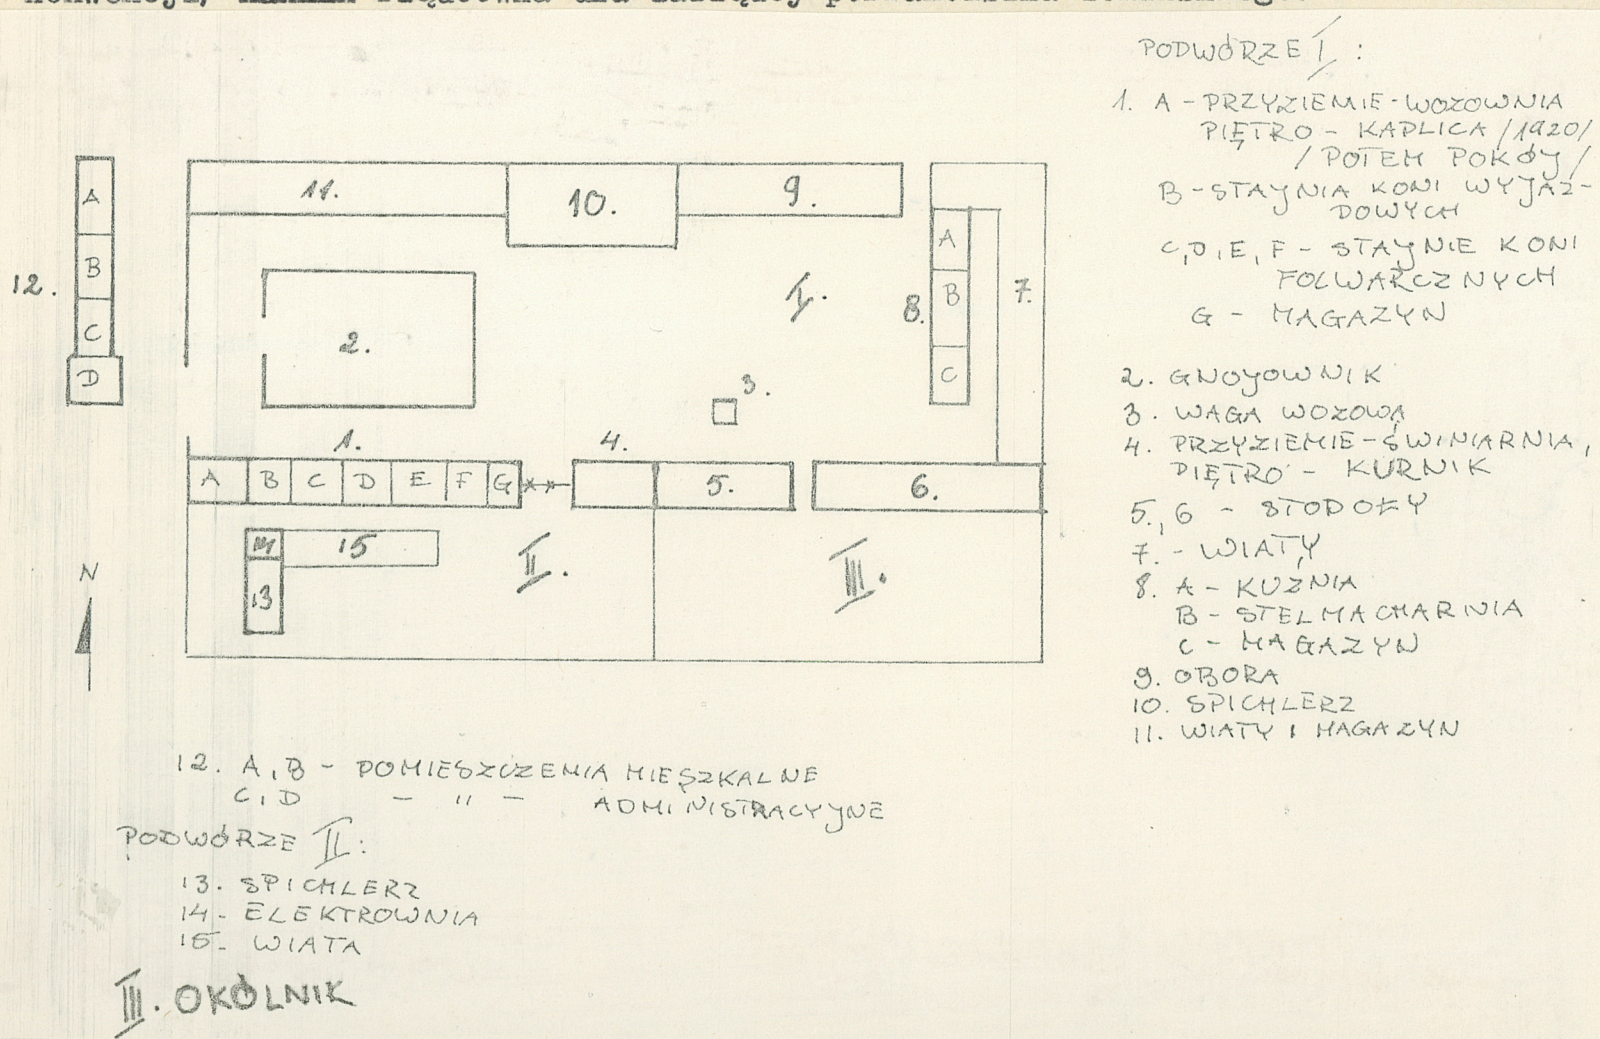 PODWÓRZE I :
1. A - PRZYZIEMIE - WOZOWNIA
PIĘTRO - KAPLICA /1920/
/ POTEM POKÓJ /
B - STAJNIA KONI WYJAZ-
DOWYCH
C, D, E, F - STAJNIE KONI
FOLWARCZNYCH
G - MAGAZYN
2. GNOJOWNIK
3. WAGA WOZOWA
4. PRZYZIEMIE - ŚWINIARNIA,
PIĘTRO - KURNIK
5., 6 - STODOŁY
7. - WIATY
8. A - KUŹNIA
B - STELMACHARNIA
C - MAGAZYN
9. OBORA
10. SPICHLERZ
11. WIATY I MAGAZYN
11.
10.
9.
A
B
C
D
12.
2.
I.
3.
8.
A
B
C
7.
1.
4.
A B C D E F G
5.
6.
14
15
13
II.
III.
N
12. A, B - POMIESZCZENIA MIESZKALNE
C, D - " - ADMINISTRACYJNE
PODWÓRZE II :
13. SPICHLERZ
14 - ELEKTROWNIA
15. WIATA
III. OKÓLNIK